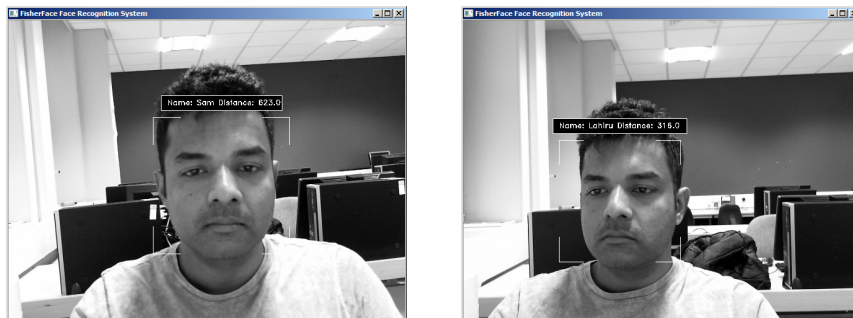 FisherFace Face Recognition System
Name: Sam Distance: 623.0
FisherFace Face Recognition System
Name: Lahiru Distance: 316.0